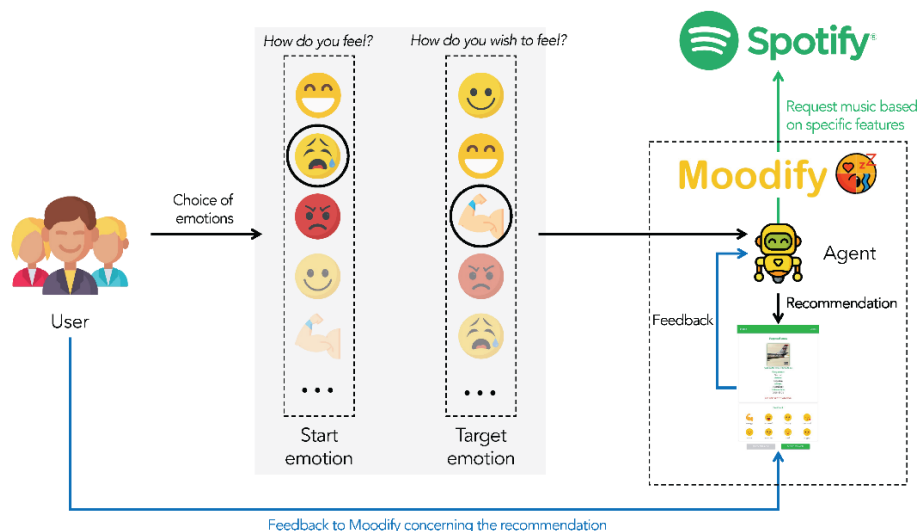 How do you feel?
How do you wish to feel?
Spotify
Request music based
on specific features
Moodify
zz
Choice of
emotions
Agent
User
Recommendation
Feedback
...
...
Start
emotion
Target
emotion
Feedback to Moodify concerning the recommendation